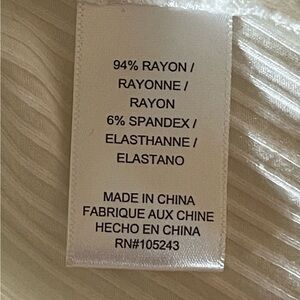 94% RAYON /
RAYONNE /
RAYON
6% SPANDEX /
ELASTHANNE /
ELASTANO
MADE IN CHINA
FABRIQUE AUX CHINE
HECHO EN CHINA
RN#105243